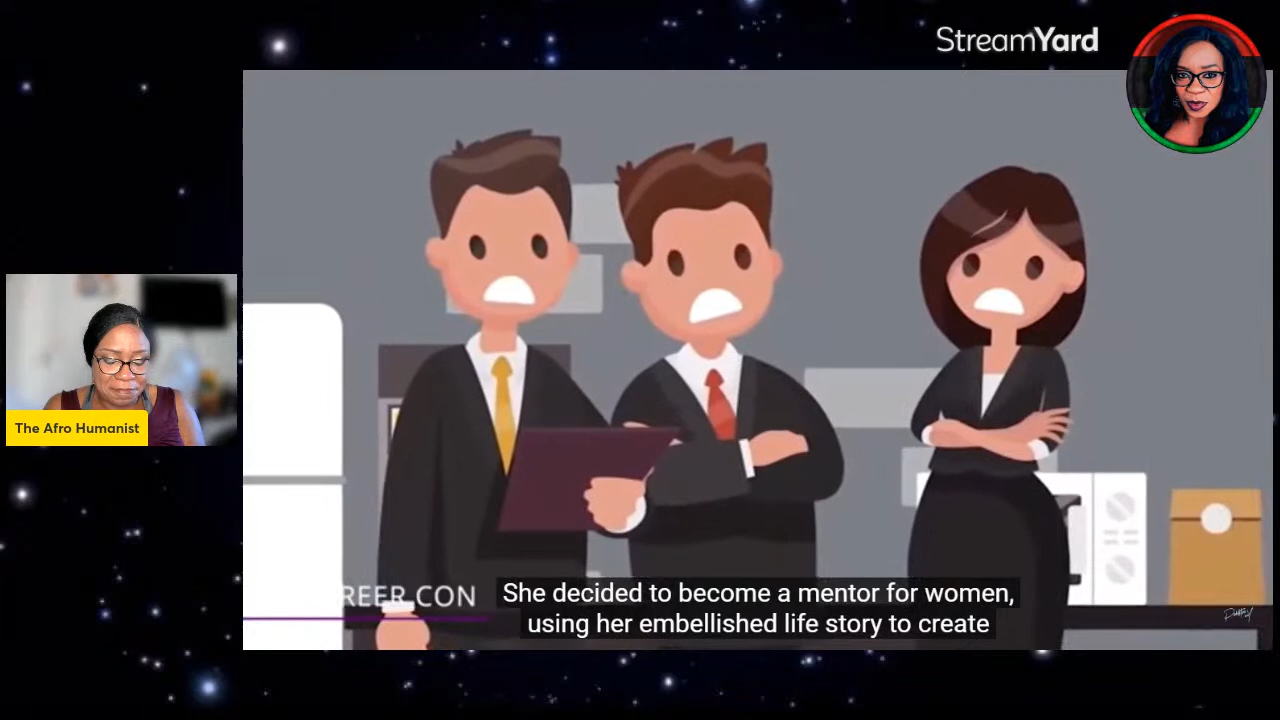 StreamYard
The Afro Humanist
REER CON
She decided to become a mentor for women,
using her embellished life story to create